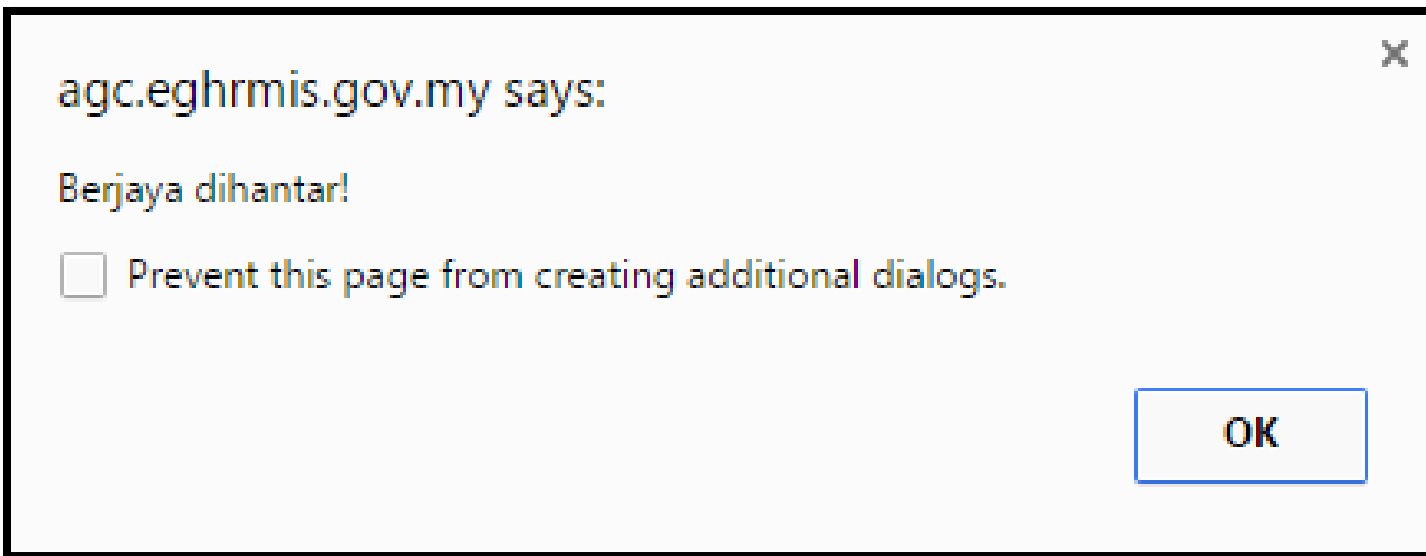 agc.eghrmis.gov.my says:
Berjaya dihantar!
Prevent this page from creating additional dialogs.
OK